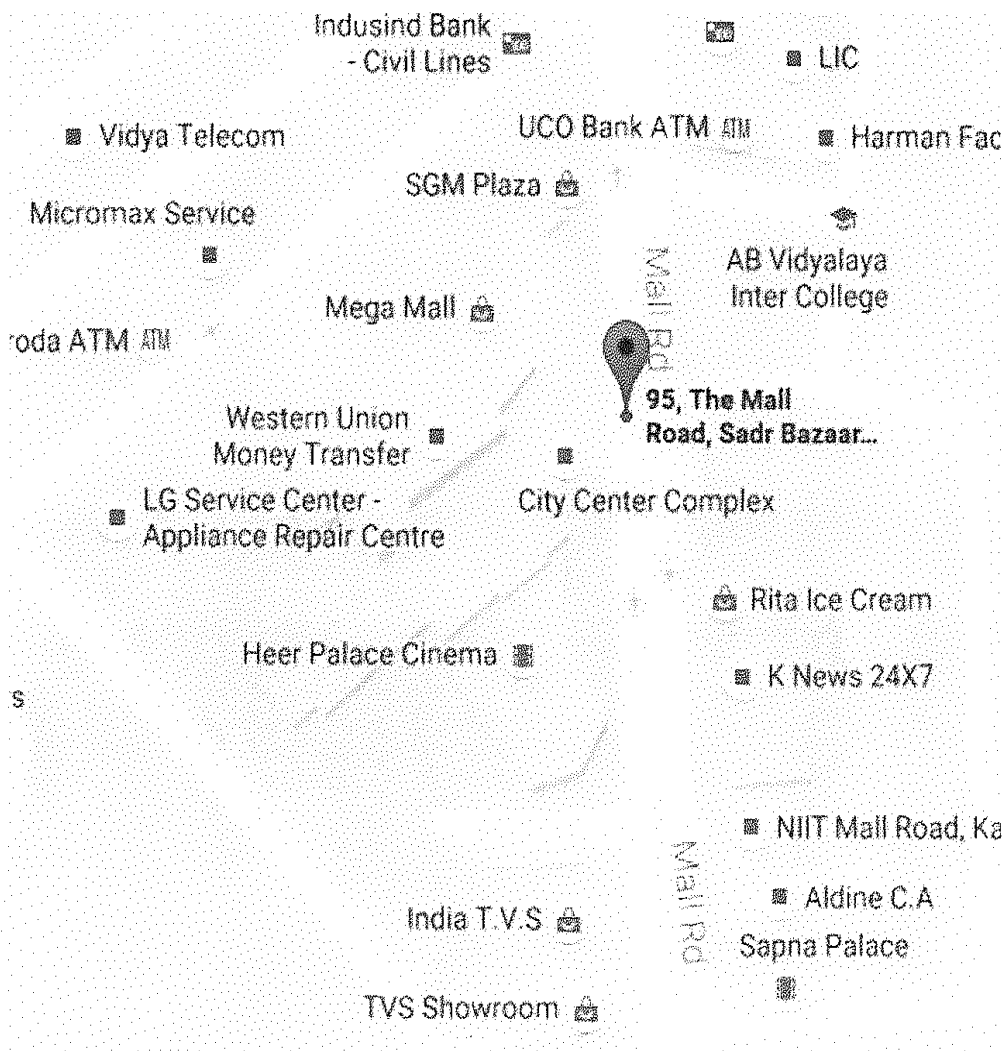 Indusind Bank
- Civil Lines
LIC
Vidya Telecom
UCO Bank ATM ATM
Harman Fac
SGM Plaza
Micromax Service
AB Vidyalaya
Inter College
Mall Rd
Mega Mall
roda ATM ATM
95, The Mall
Road, Sadr Bazaar...
Western Union
Money Transfer
City Center Complex
LG Service Center -
Appliance Repair Centre
Rita Ice Cream
Heer Palace Cinema
K News 24X7
s
NIIT Mall Road, Ka
Mall Rd
Aldine C.A
India T.V.S
Sapna Palace
TVS Showroom